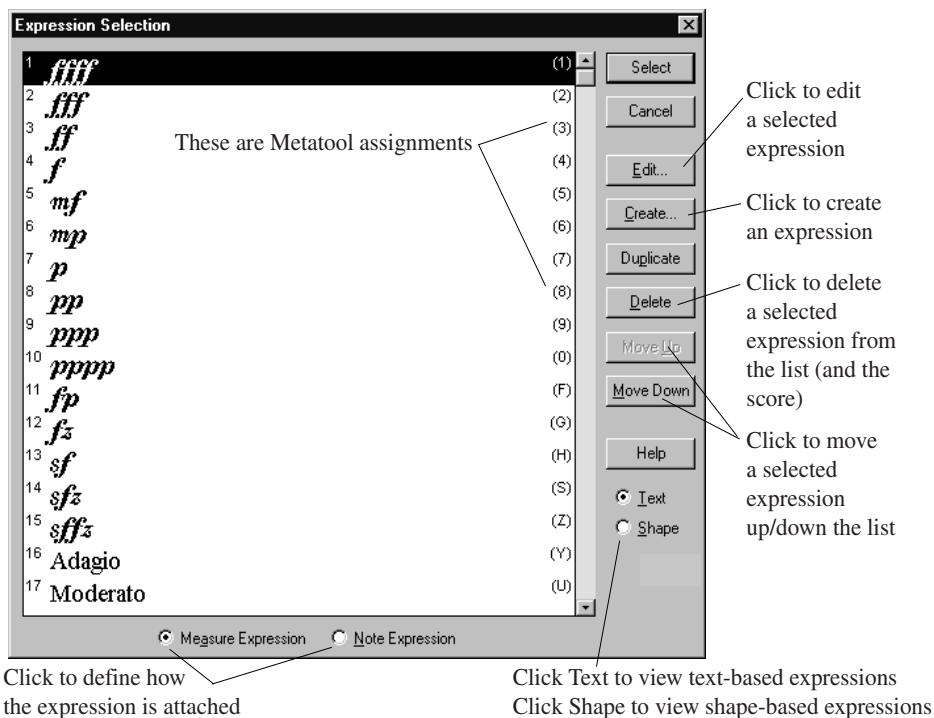 Expression Selection
1 ffff (1)
2 fff (2)
3 ff (3)
4 f (4)
5 mf (5)
6 mp (6)
7 p (7)
8 pp (8)
9 ppp (9)
10 pppp (0)
11 fp (F)
12 fz (G)
13 sf (H)
14 sfz (S)
15 sffz (Z)
16 Adagio (Y)
17 Moderato (U)
These are Metatool assignments
Measure Expression Note Expression
Select
Cancel
Edit...
Create...
Duplicate
Delete
Move Up
Move Down
Help
Text
Shape
Click to edit
a selected
expression
Click to create
an expression
Click to delete
a selected
expression from
the list (and the
score)
Click to move
a selected
expression
up/down the list
Click to define how
the expression is attached
Click Text to view text-based expressions
Click Shape to view shape-based expressions